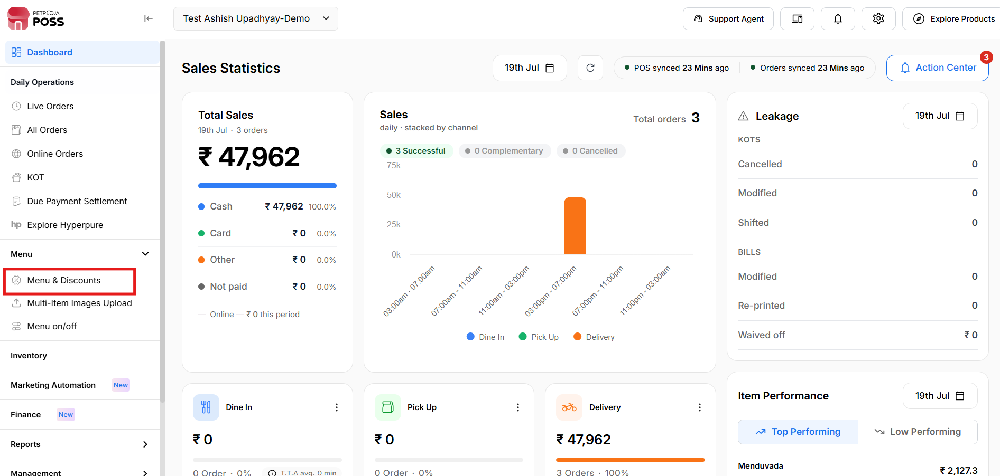 PETPOOJA
POSS
Test Ashish Upadhyay-Demo
Support Agent
Explore Products
Dashboard
Daily Operations
Live Orders
All Orders
Online Orders
KOT
Due Payment Settlement
hp Explore Hyperpure
Menu
Menu & Discounts
Multi-Item Images Upload
Menu on/off
Inventory
Marketing Automation New
Finance New
Reports
Management
Sales Statistics
19th Jul
POS synced 23 Mins ago
Orders synced 23 Mins ago
Action Center
3
Total Sales
19th Jul · 3 orders
₹ 47,962
Cash ₹ 47,962 100.0%
Card ₹ 0 0.0%
Other ₹ 0 0.0%
Not paid ₹ 0 0.0%
— Online — ₹ 0 this period
Sales
daily · stacked by channel
Total orders 3
3 Successful
0 Complementary
0 Cancelled
75k
50k
25k
0k
03:00am - 07:00am
07:00am - 11:00am
11:00am - 03:00pm
03:00pm - 07:00pm
07:00pm - 11:00pm
11:00pm - 03:00am
Dine In
Pick Up
Delivery
Leakage
19th Jul
KOTS
Cancelled 0
Modified 0
Shifted 0
BILLS
Modified 0
Re-printed 0
Waived off ₹ 0
Dine In
₹ 0
0 Order · 0%
T.T.A avg. 0 min
Pick Up
₹ 0
0 Order · 0%
Delivery
₹ 47,962
3 Orders · 100%
Item Performance
19th Jul
Top Performing
Low Performing
Menduvada
₹ 2,127.3